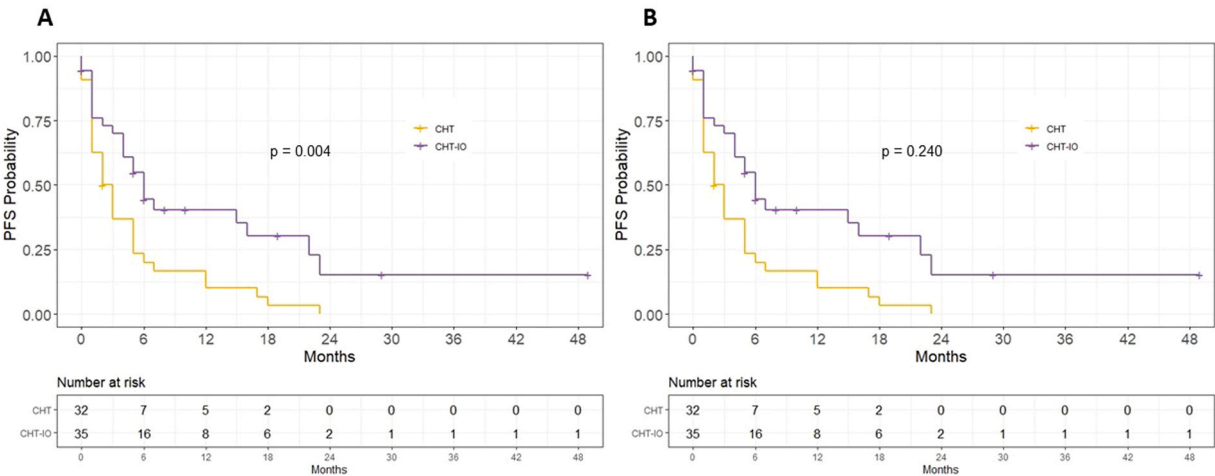 A
PFS Probability
1.00
0.75
0.50
0.25
0.00
p = 0.004
CHT
CHT-IO
0 6 12 18 24 30 36 42 48
Months
Number at risk
CHT 32 7 5 2 0 0 0 0 0
CHT-IO 35 16 8 6 2 1 1 1 1
0 6 12 18 24 30 36 42 48
Months
B
PFS Probability
1.00
0.75
0.50
0.25
0.00
p = 0.240
CHT
CHT-IO
0 6 12 18 24 30 36 42 48
Months
Number at risk
CHT 32 7 5 2 0 0 0 0 0
CHT-IO 35 16 8 6 2 1 1 1 1
0 6 12 18 24 30 36 42 48
Months